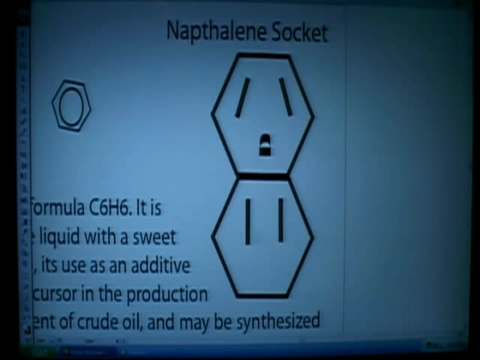 Napthalene Socket
formula C6H6. It is
liquid with a sweet
, its use as an additive
cursor in the production
ent of crude oil, and may be synthesized